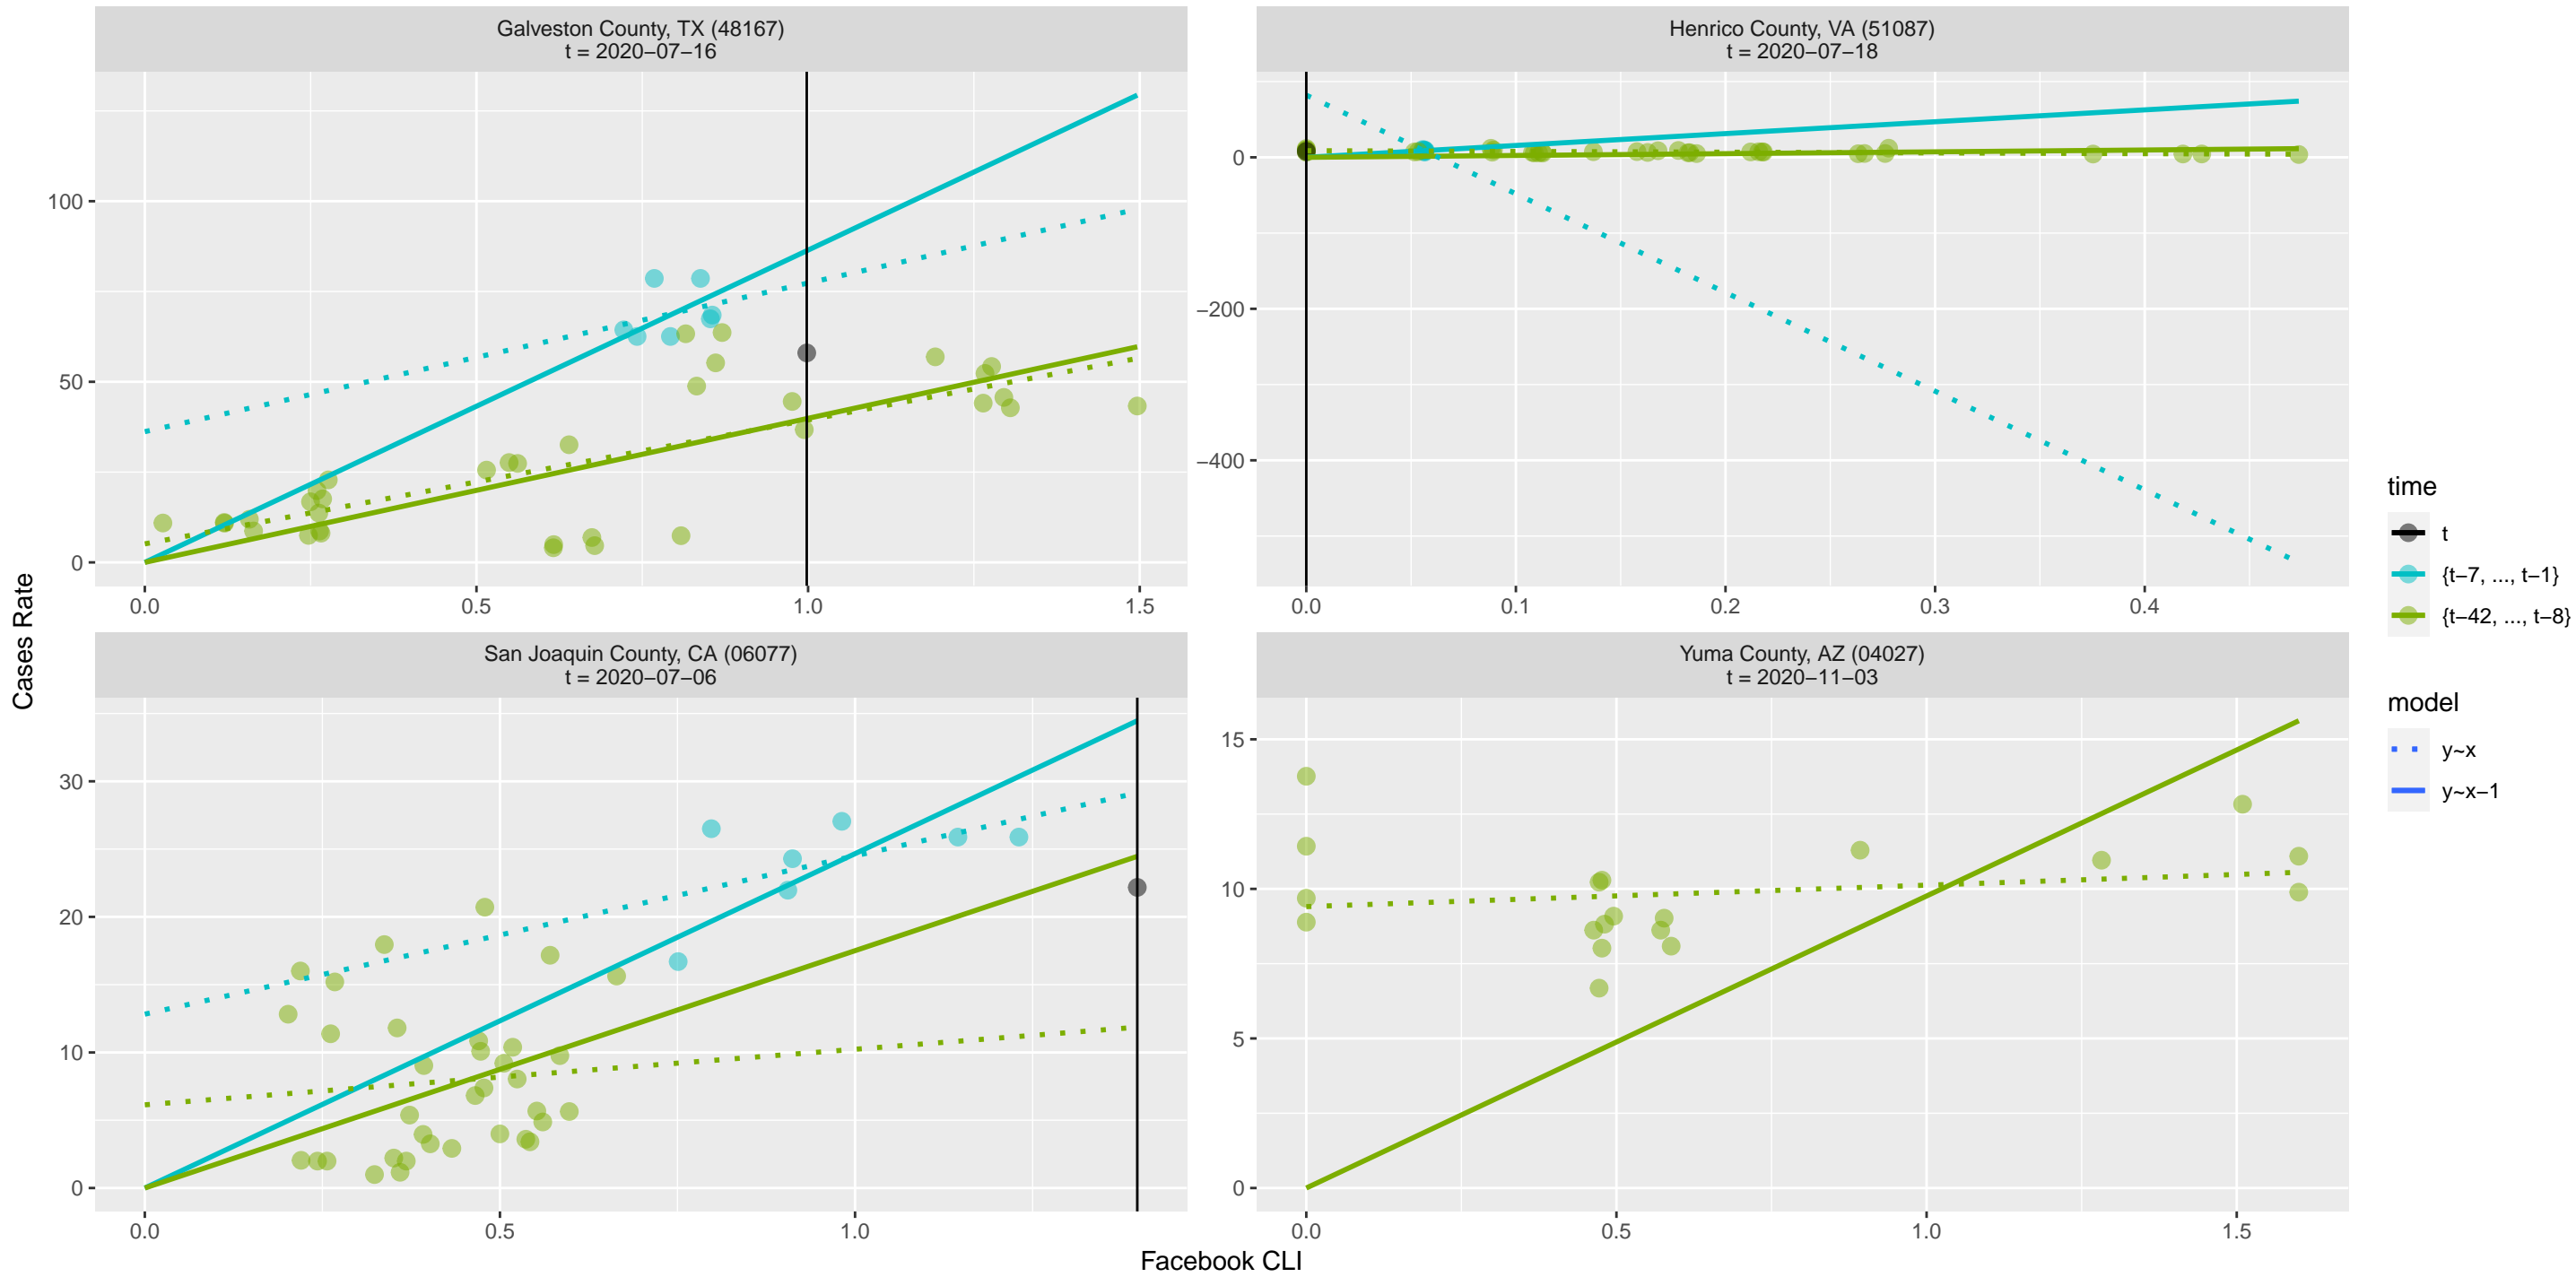 Galveston County, TX (48167)
t = 2020−07−16
Henrico County, VA (51087)
t = 2020−07−18
100
50
0
0.0 0.5 1.0 1.5
0
−200
−400
0.0 0.1 0.2 0.3 0.4
San Joaquin County, CA (06077)
t = 2020−07−06
Yuma County, AZ (04027)
t = 2020−11−03
30
20
10
0
0.0 0.5 1.0
15
10
5
0
0.0 0.5 1.0 1.5
Cases Rate
Facebook CLI
time
t
{t−7, ..., t−1}
{t−42, ..., t−8}
model
y~x
y~x−1